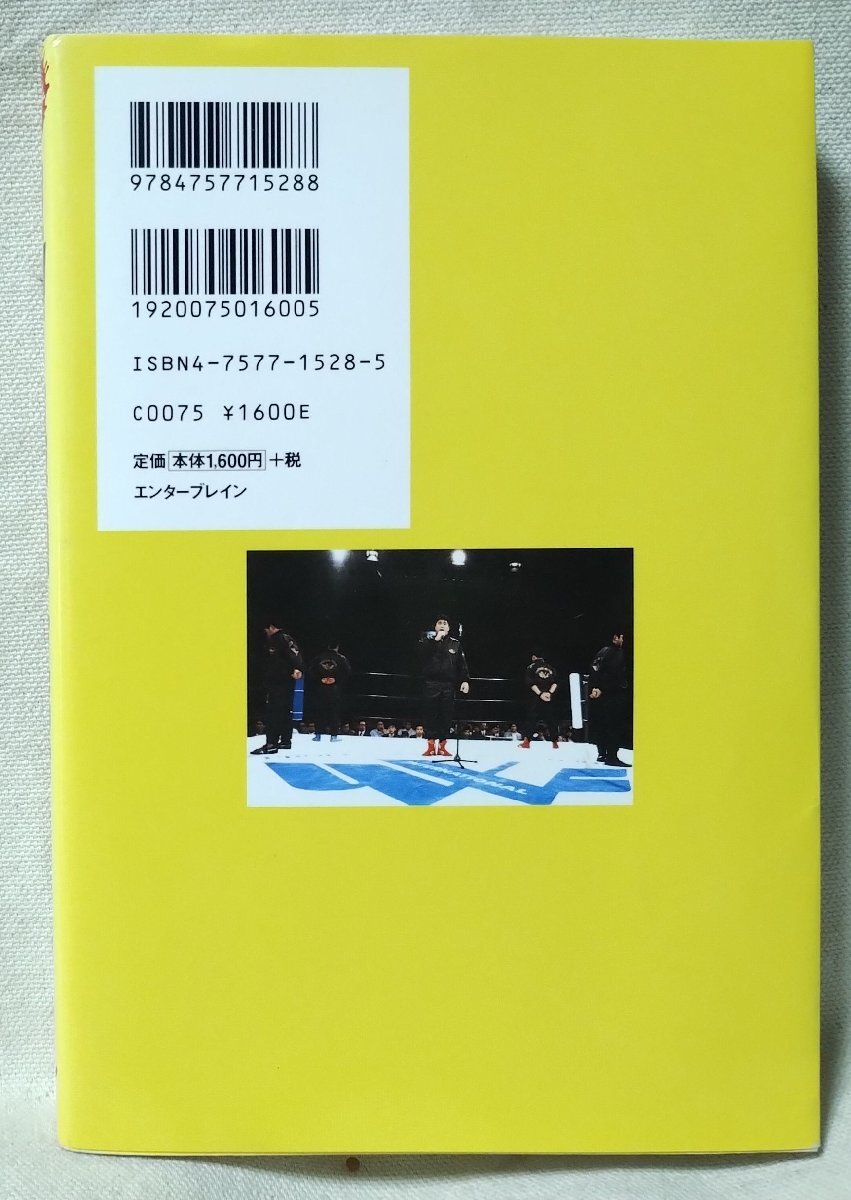 9784757715288
1920075016005
ISBN4-7577-1528-5
C0075 ¥1600E
定価 本体1,600円 +税
エンターブレイン
INTERNATIONAL